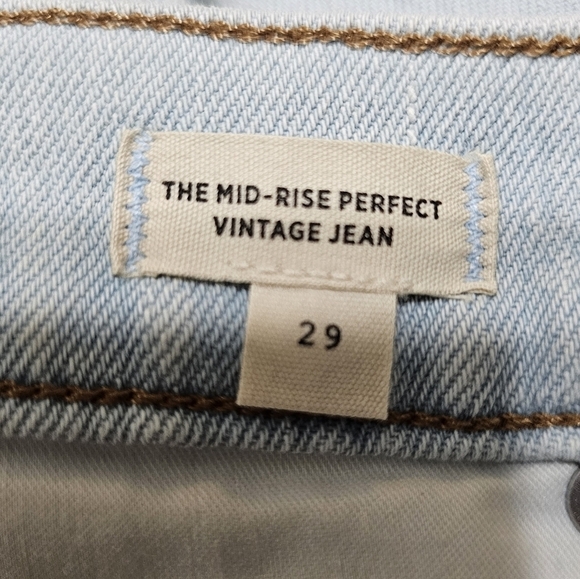 THE MID-RISE PERFECT
VINTAGE JEAN
29